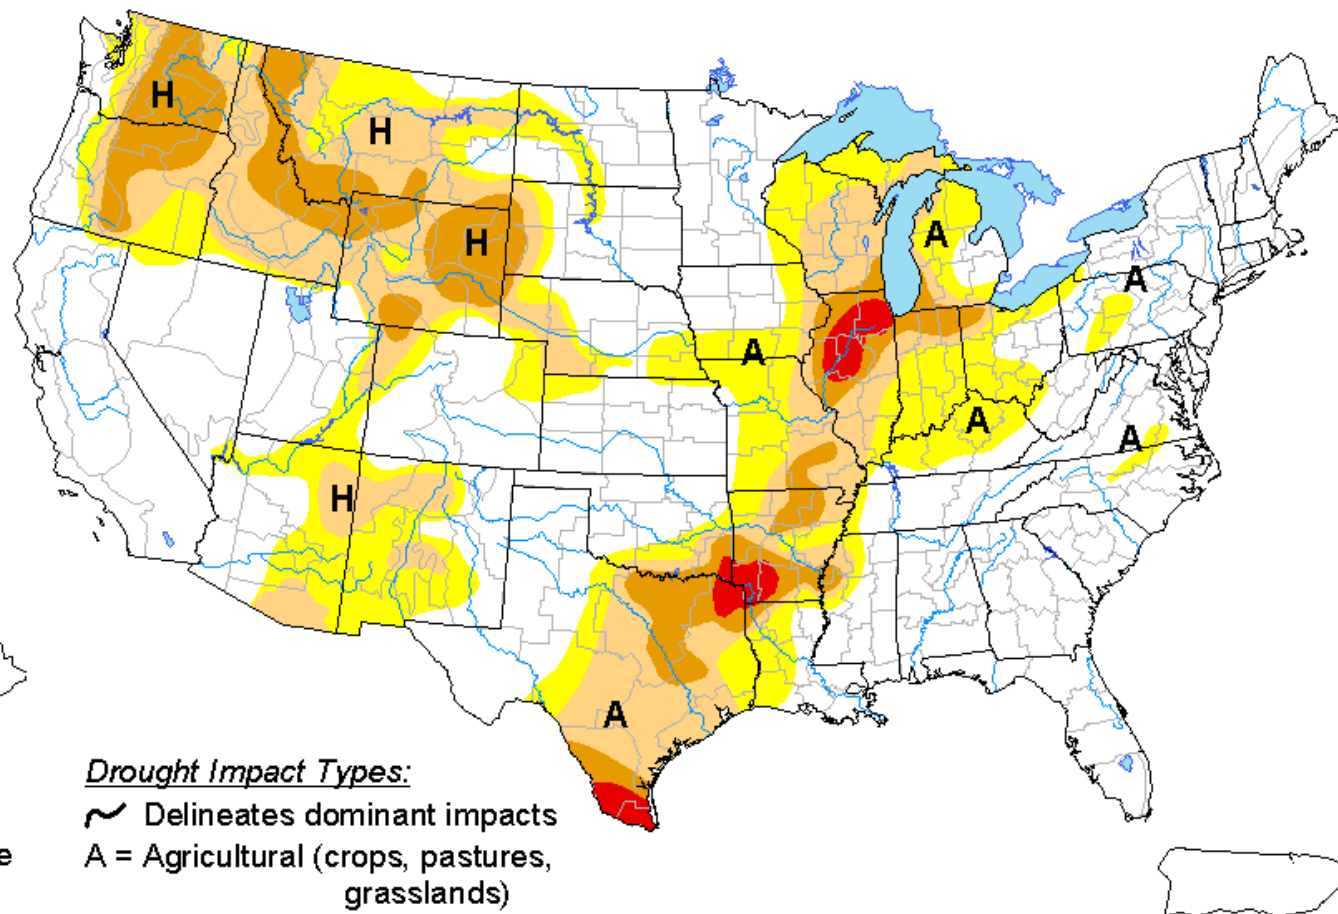 H
H
A
H
A
A
A
A
H
A
Drought Impact Types:
Delineates dominant impacts
e
A = Agricultural (crops, pastures,
grasslands)